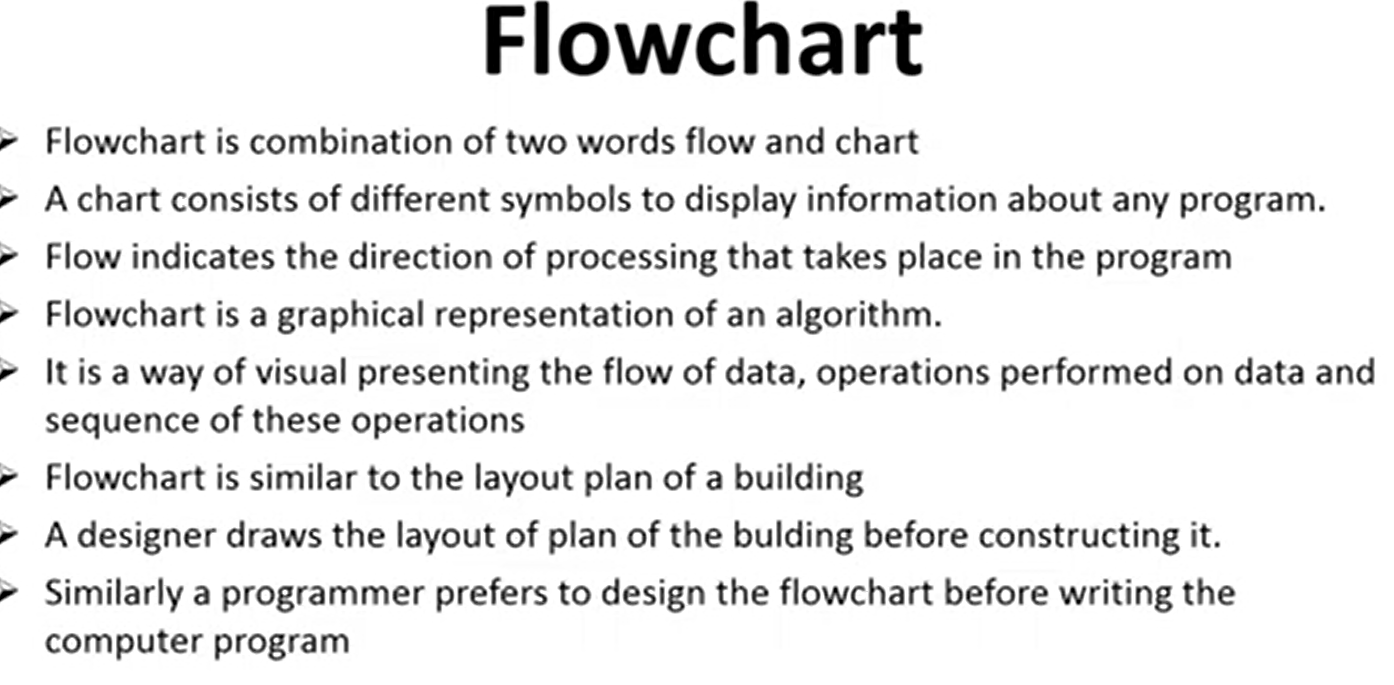 Flowchart
➢ Flowchart is combination of two words flow and chart
➢ A chart consists of different symbols to display information about any program.
➢ Flow indicates the direction of processing that takes place in the program
➢ Flowchart is a graphical representation of an algorithm.
➢ It is a way of visual presenting the flow of data, operations performed on data and
sequence of these operations
➢ Flowchart is similar to the layout plan of a building
➢ A designer draws the layout of plan of the bulding before constructing it.
➢ Similarly a programmer prefers to design the flowchart before writing the
computer program